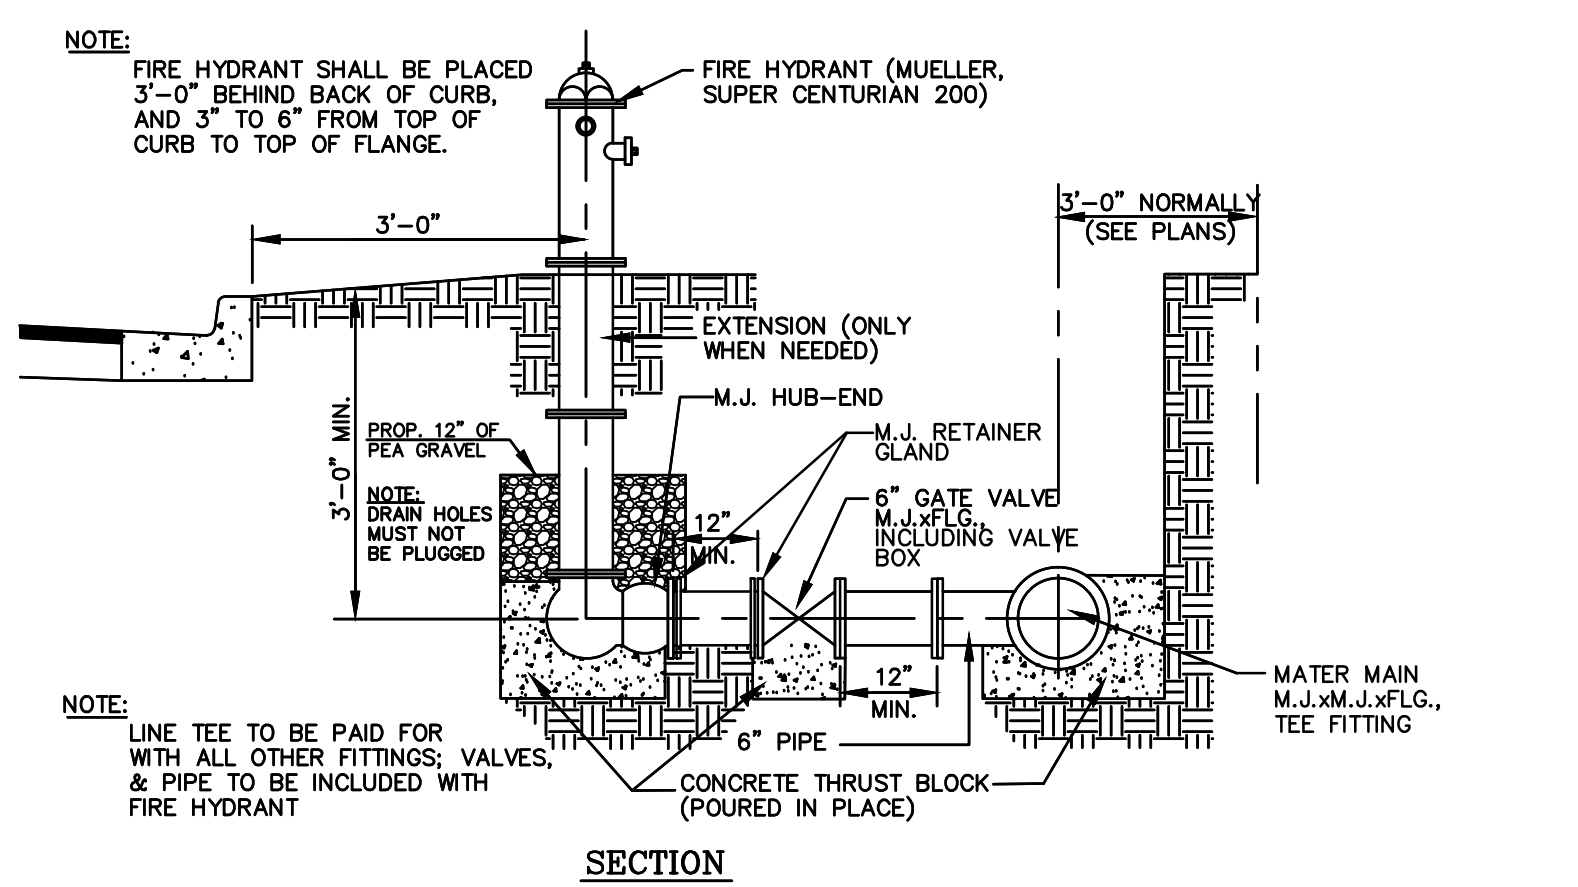 NOTE:
FIRE HYDRANT SHALL BE PLACED
3'-0" BEHIND BACK OF CURB,
AND 3" TO 6" FROM TOP OF
CURB TO TOP OF FLANGE.
FIRE HYDRANT (MUELLER,
SUPER CENTURIAN 200)
3'-0"
3'-0" NORMALLY
(SEE PLANS)
EXTENSION (ONLY
WHEN NEEDED)
M.J. HUB-END
3'-0" MIN.
PROP. 12" OF
PEA GRAVEL
NOTE:
DRAIN HOLES
MUST NOT
BE PLUGGED
M.J. RETAINER
GLAND
12"
MIN.
6" GATE VALVE
M.J.xFLG.,
INCLUDING VALVE
BOX
12"
MIN.
6" PIPE
MATER MAIN
M.J.xM.J.xFLG.,
TEE FITTING
NOTE:
LINE TEE TO BE PAID FOR
WITH ALL OTHER FITTINGS; VALVES,
& PIPE TO BE INCLUDED WITH
FIRE HYDRANT
CONCRETE THRUST BLOCK
(POURED IN PLACE)
SECTION